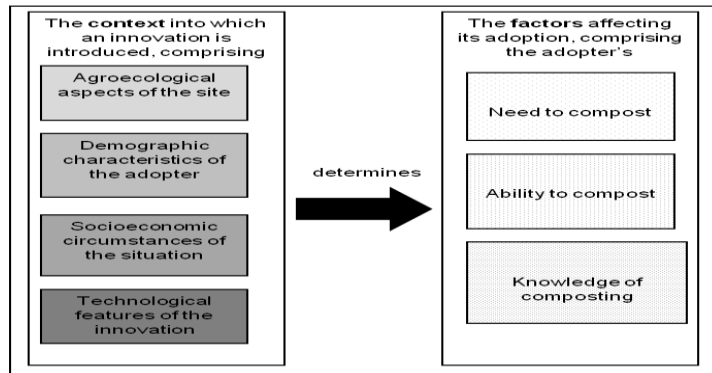 The context into which
an innovation is
introduced, comprising
Agroecological
aspects of the site
Demographic
characteristics of
the adopter
Socioeconomic
circumstances of
the situation
Technological
features of the
innovation
determines
The factors affecting
its adoption, comprising
the adopter's
Need to compost
Ability to compost
Knowledge of
composting